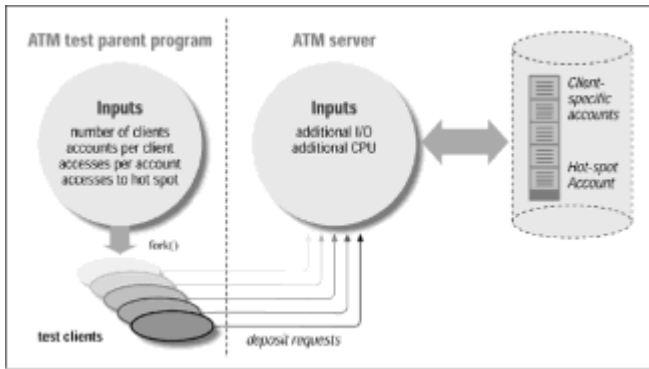 ATM test parent program
Inputs
number of clients
accounts per client
accesses per account
accesses to hot spot
fork()
test clients
ATM server
Inputs
additional I/O
additional CPU
deposit requests
Client-
specific
accounts
Hot-spot
Account